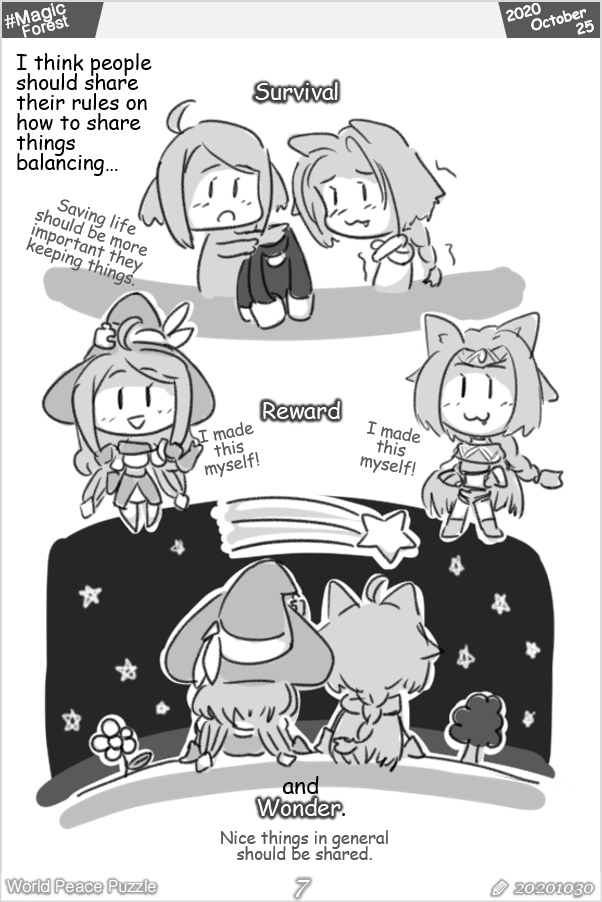 #Magic
Forest
2020
October
25
I think people
should share
their rules on
how to share
things
balancing...
Survival
Saving life
should be more
important they
keeping things.
Reward
I made
this
myself!
I made
this
myself!
and
Wonder.
Nice things in general
should be shared.
World Peace Puzzle
7
20201030